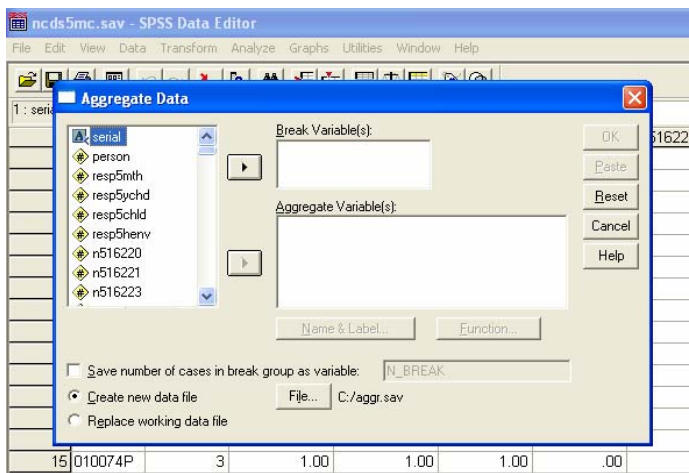 ncds5mc.sav - SPSS Data Editor
File Edit View Data Transform Analyze Graphs Utilities Window Help
Aggregate Data
1 : seria
serial
person
resp5mth
resp5ychd
resp5chld
resp5henv
n516220
n516221
n516223
Break Variable(s):
Aggregate Variable(s):
OK
Paste
Reset
Cancel
Help
51622
Name & Label...
Function...
Save number of cases in break group as variable: N_BREAK
Create new data file File... C:/aggr.sav
Replace working data file
15 010074P 3 1.00 1.00 1.00 .00